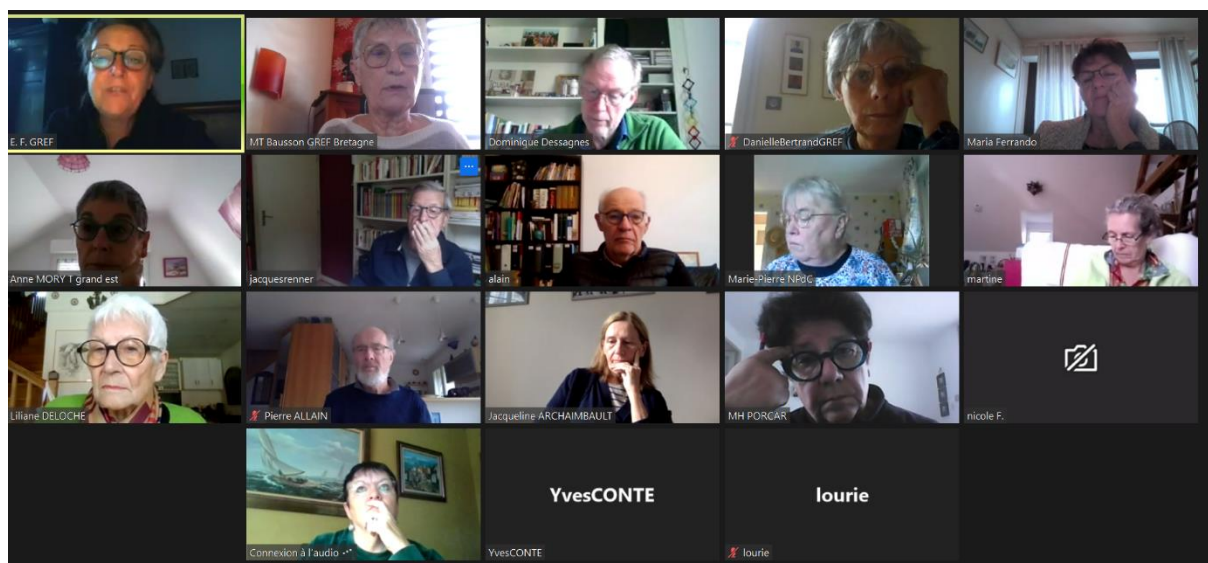 E. F. GREF
MT Bausson GREF Bretagne
Dominique Dessagnes
DanielleBertrandGREF
Maria Ferrando
Anne MORY T grand est
jacquesrenner
alain
Marie-Pierre NPdC
martine
Liliane DELOCHE
Pierre ALLAIN
Jacqueline ARCHAIMBAULT
MH PORCAR
nicole F.
Connexion à l'audio
YvesCONTE
YvesCONTE
lourie
lourie